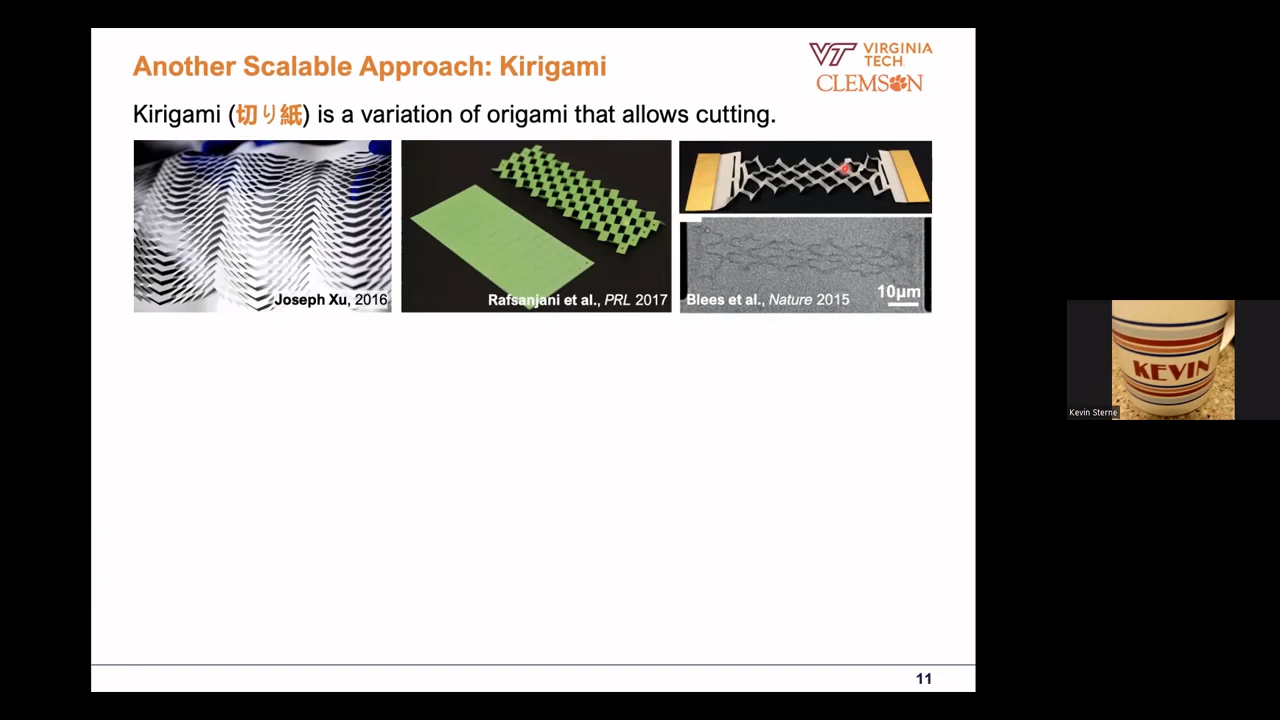 Another Scalable Approach: Kirigami
VT VIRGINIA TECH
CLEMSON
Kirigami (切り紙) is a variation of origami that allows cutting.
Joseph Xu, 2016
Rafsanjani et al., PRL 2017
Blees et al., Nature 2015
10μm
KEVIN
Kevin Sterne
11